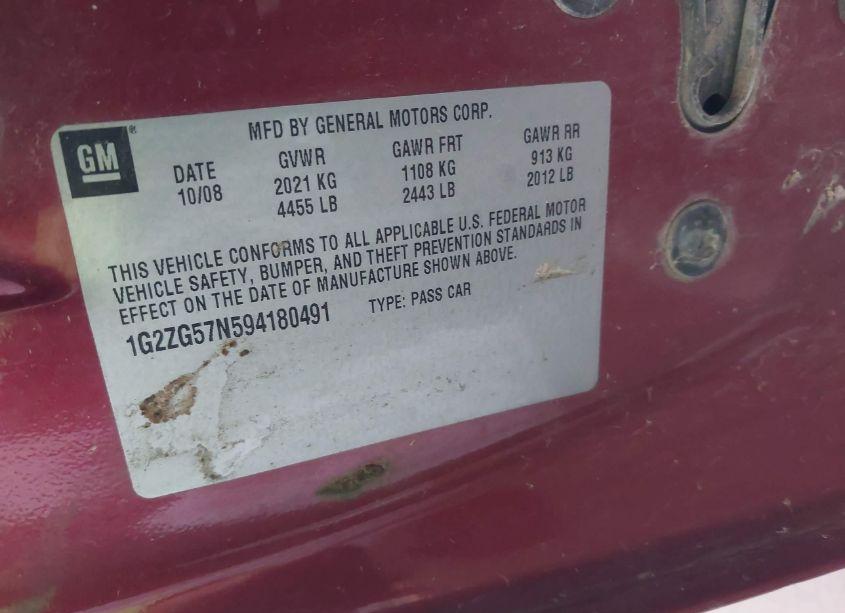 GM®
MFD BY GENERAL MOTORS CORP.
DATE GVWR GAWR FRT GAWR RR
10/08 2021 KG 1108 KG 913 KG
4455 LB 2443 LB 2012 LB
THIS VEHICLE CONFORMS TO ALL APPLICABLE U.S. FEDERAL MOTOR
VEHICLE SAFETY, BUMPER, AND THEFT PREVENTION STANDARDS IN
EFFECT ON THE DATE OF MANUFACTURE SHOWN ABOVE.
1G2ZG57N594180491 TYPE: PASS CAR